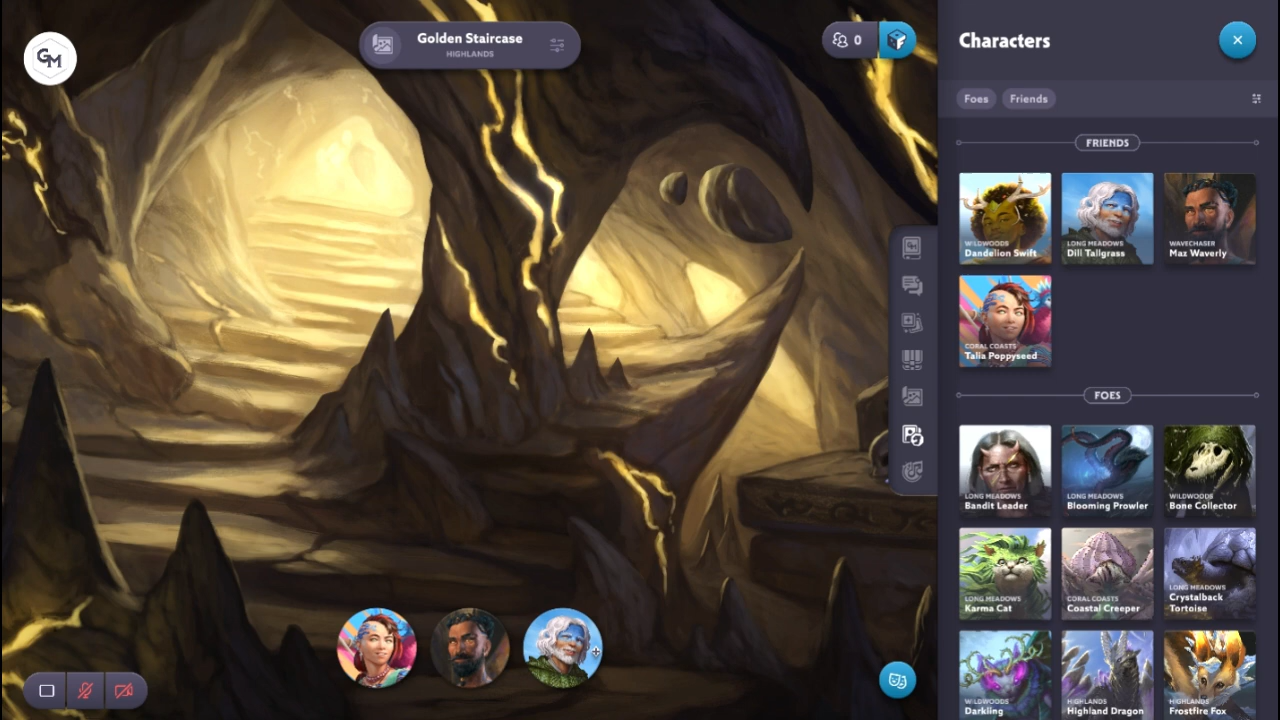 GM
Golden Staircase
HIGHLANDS
0
Characters
Foes
Friends
FRIENDS
WILDWOODS
Dandelion Swift
LONG MEADOWS
Dill Tallgrass
WAVECHASER
Maz Waverly
CORAL COASTS
Talia Poppyseed
FOES
LONG MEADOWS
Bandit Leader
LONG MEADOWS
Blooming Prowler
WILDWOODS
Bone Collector
LONG MEADOWS
Karma Cat
CORAL COASTS
Coastal Creeper
LONG MEADOWS
Crystalback
Tortoise
WILDWOODS
Darkling
HIGHLANDS
Highland Dragon
HIGHLANDS
Frostfire Fox